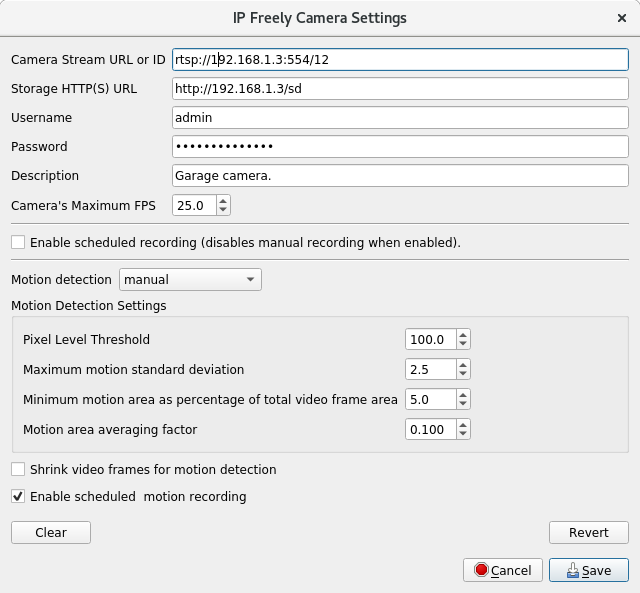 IP Freely Camera Settings
Camera Stream URL or ID rtsp://192.168.1.3:554/12
Storage HTTP(S) URL http://192.168.1.3/sd
Username admin
Password ••••••••••••••
Description Garage camera.
Camera's Maximum FPS 25.0
Enable scheduled recording (disables manual recording when enabled).
Motion detection manual
Motion Detection Settings
Pixel Level Threshold 100.0
Maximum motion standard deviation 2.5
Minimum motion area as percentage of total video frame area 5.0
Motion area averaging factor 0.100
Shrink video frames for motion detection
Enable scheduled  motion recording
Clear Revert
Cancel Save